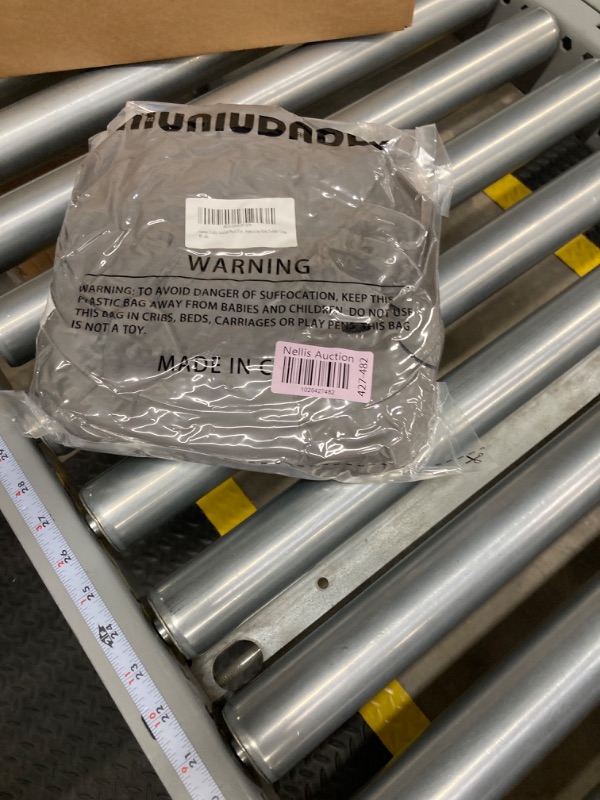 WARNING
WARNING: TO AVOID DANGER OF SUFFOCATION, KEEP THIS
PLASTIC BAG AWAY FROM BABIES AND CHILDREN. DO NOT USE
THIS BAG IN CRIBS, BEDS, CARRIAGES OR PLAY PENS. THIS BAG
IS NOT A TOY.
MADE IN C
Nellis Auction
1026427482
427-482
29
28
27
26
25
24
23
22
21